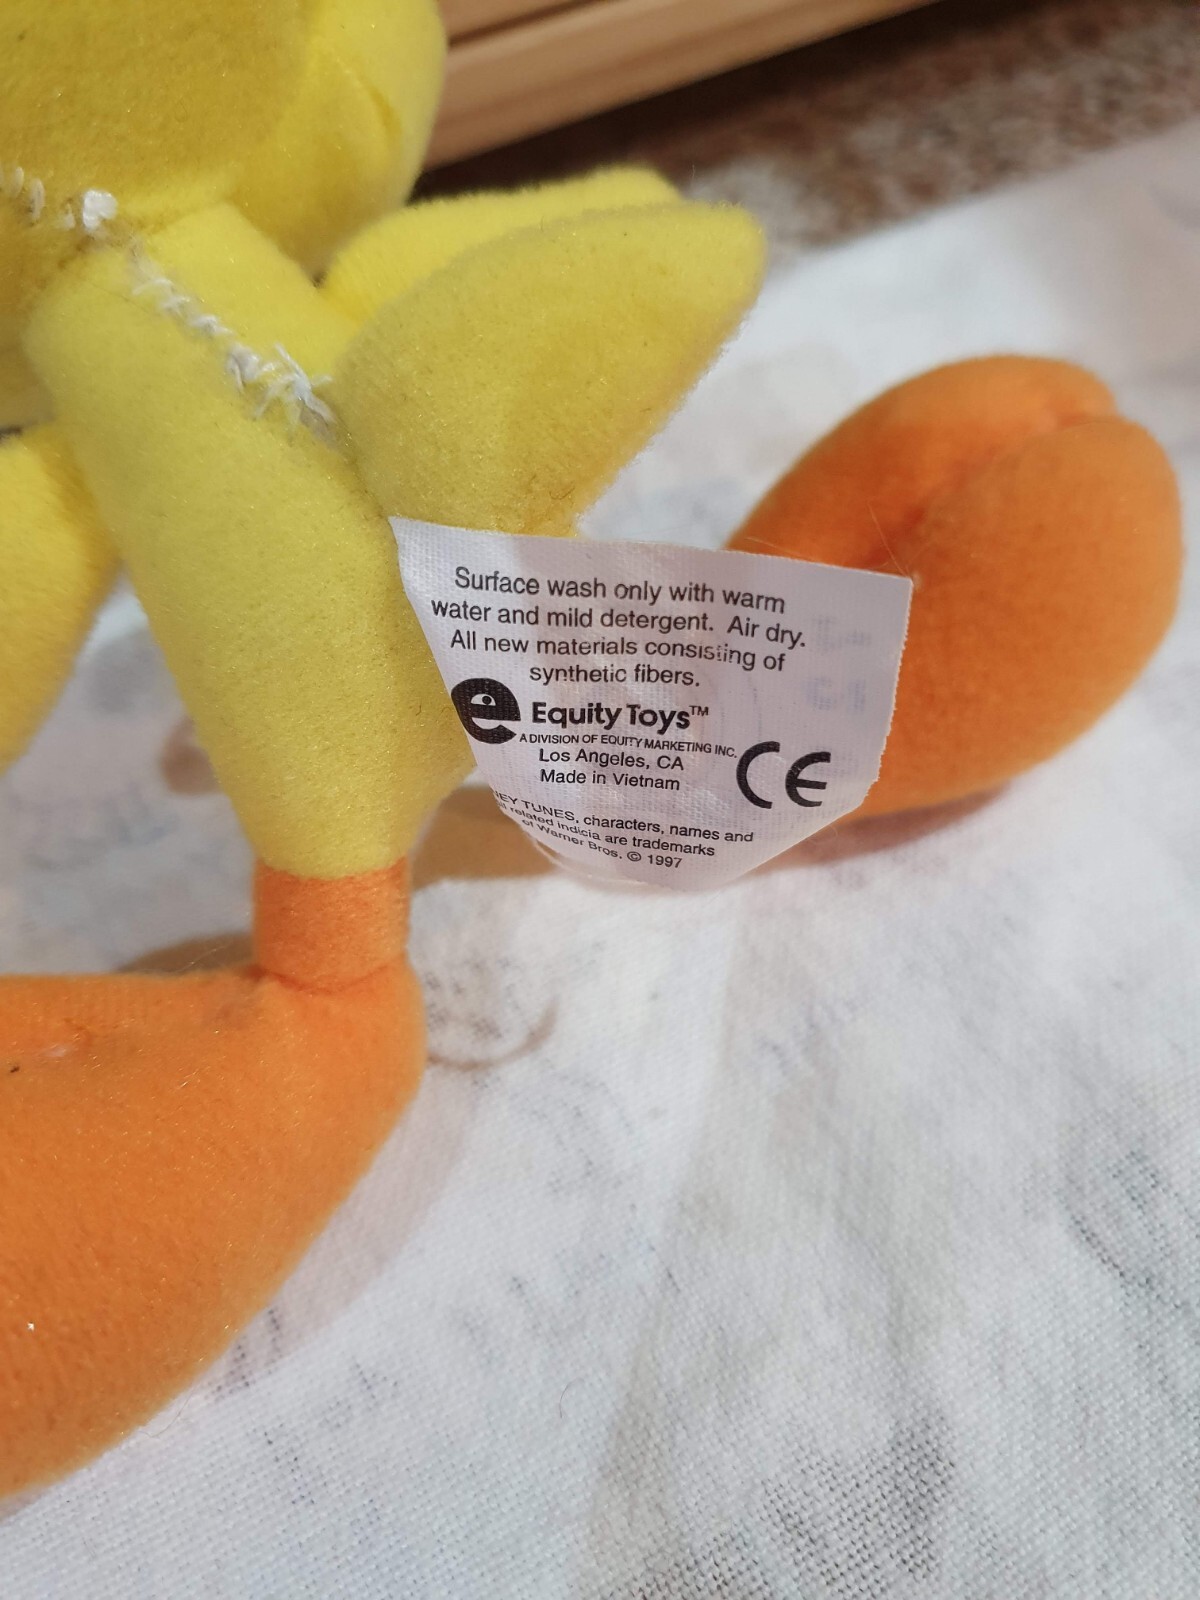 Surface wash only with warm
water and mild detergent. Air dry.
All new materials consisting of
synthetic fibers.
e Equity Toys™
A DIVISION OF EQUITY MARKETING INC.
Los Angeles, CA
Made in Vietnam
CE
NEY TUNES, characters, names and
related indicia are trademarks
of Warner Bros. © 1997